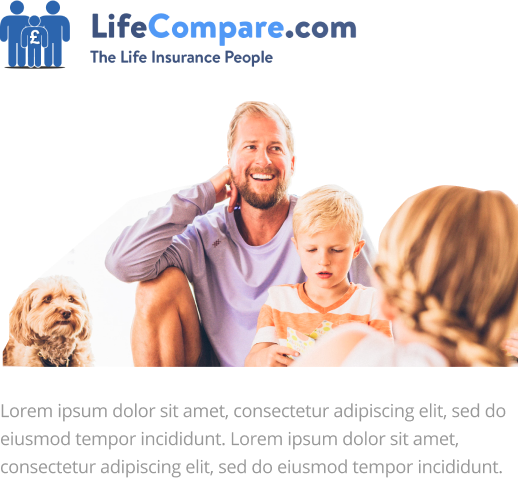 £
LifeCompare.com
The Life Insurance People
Lorem ipsum dolor sit amet, consectetur adipiscing elit, sed do
eiusmod tempor incididunt. Lorem ipsum dolor sit amet,
consectetur adipiscing elit, sed do eiusmod tempor incididunt.